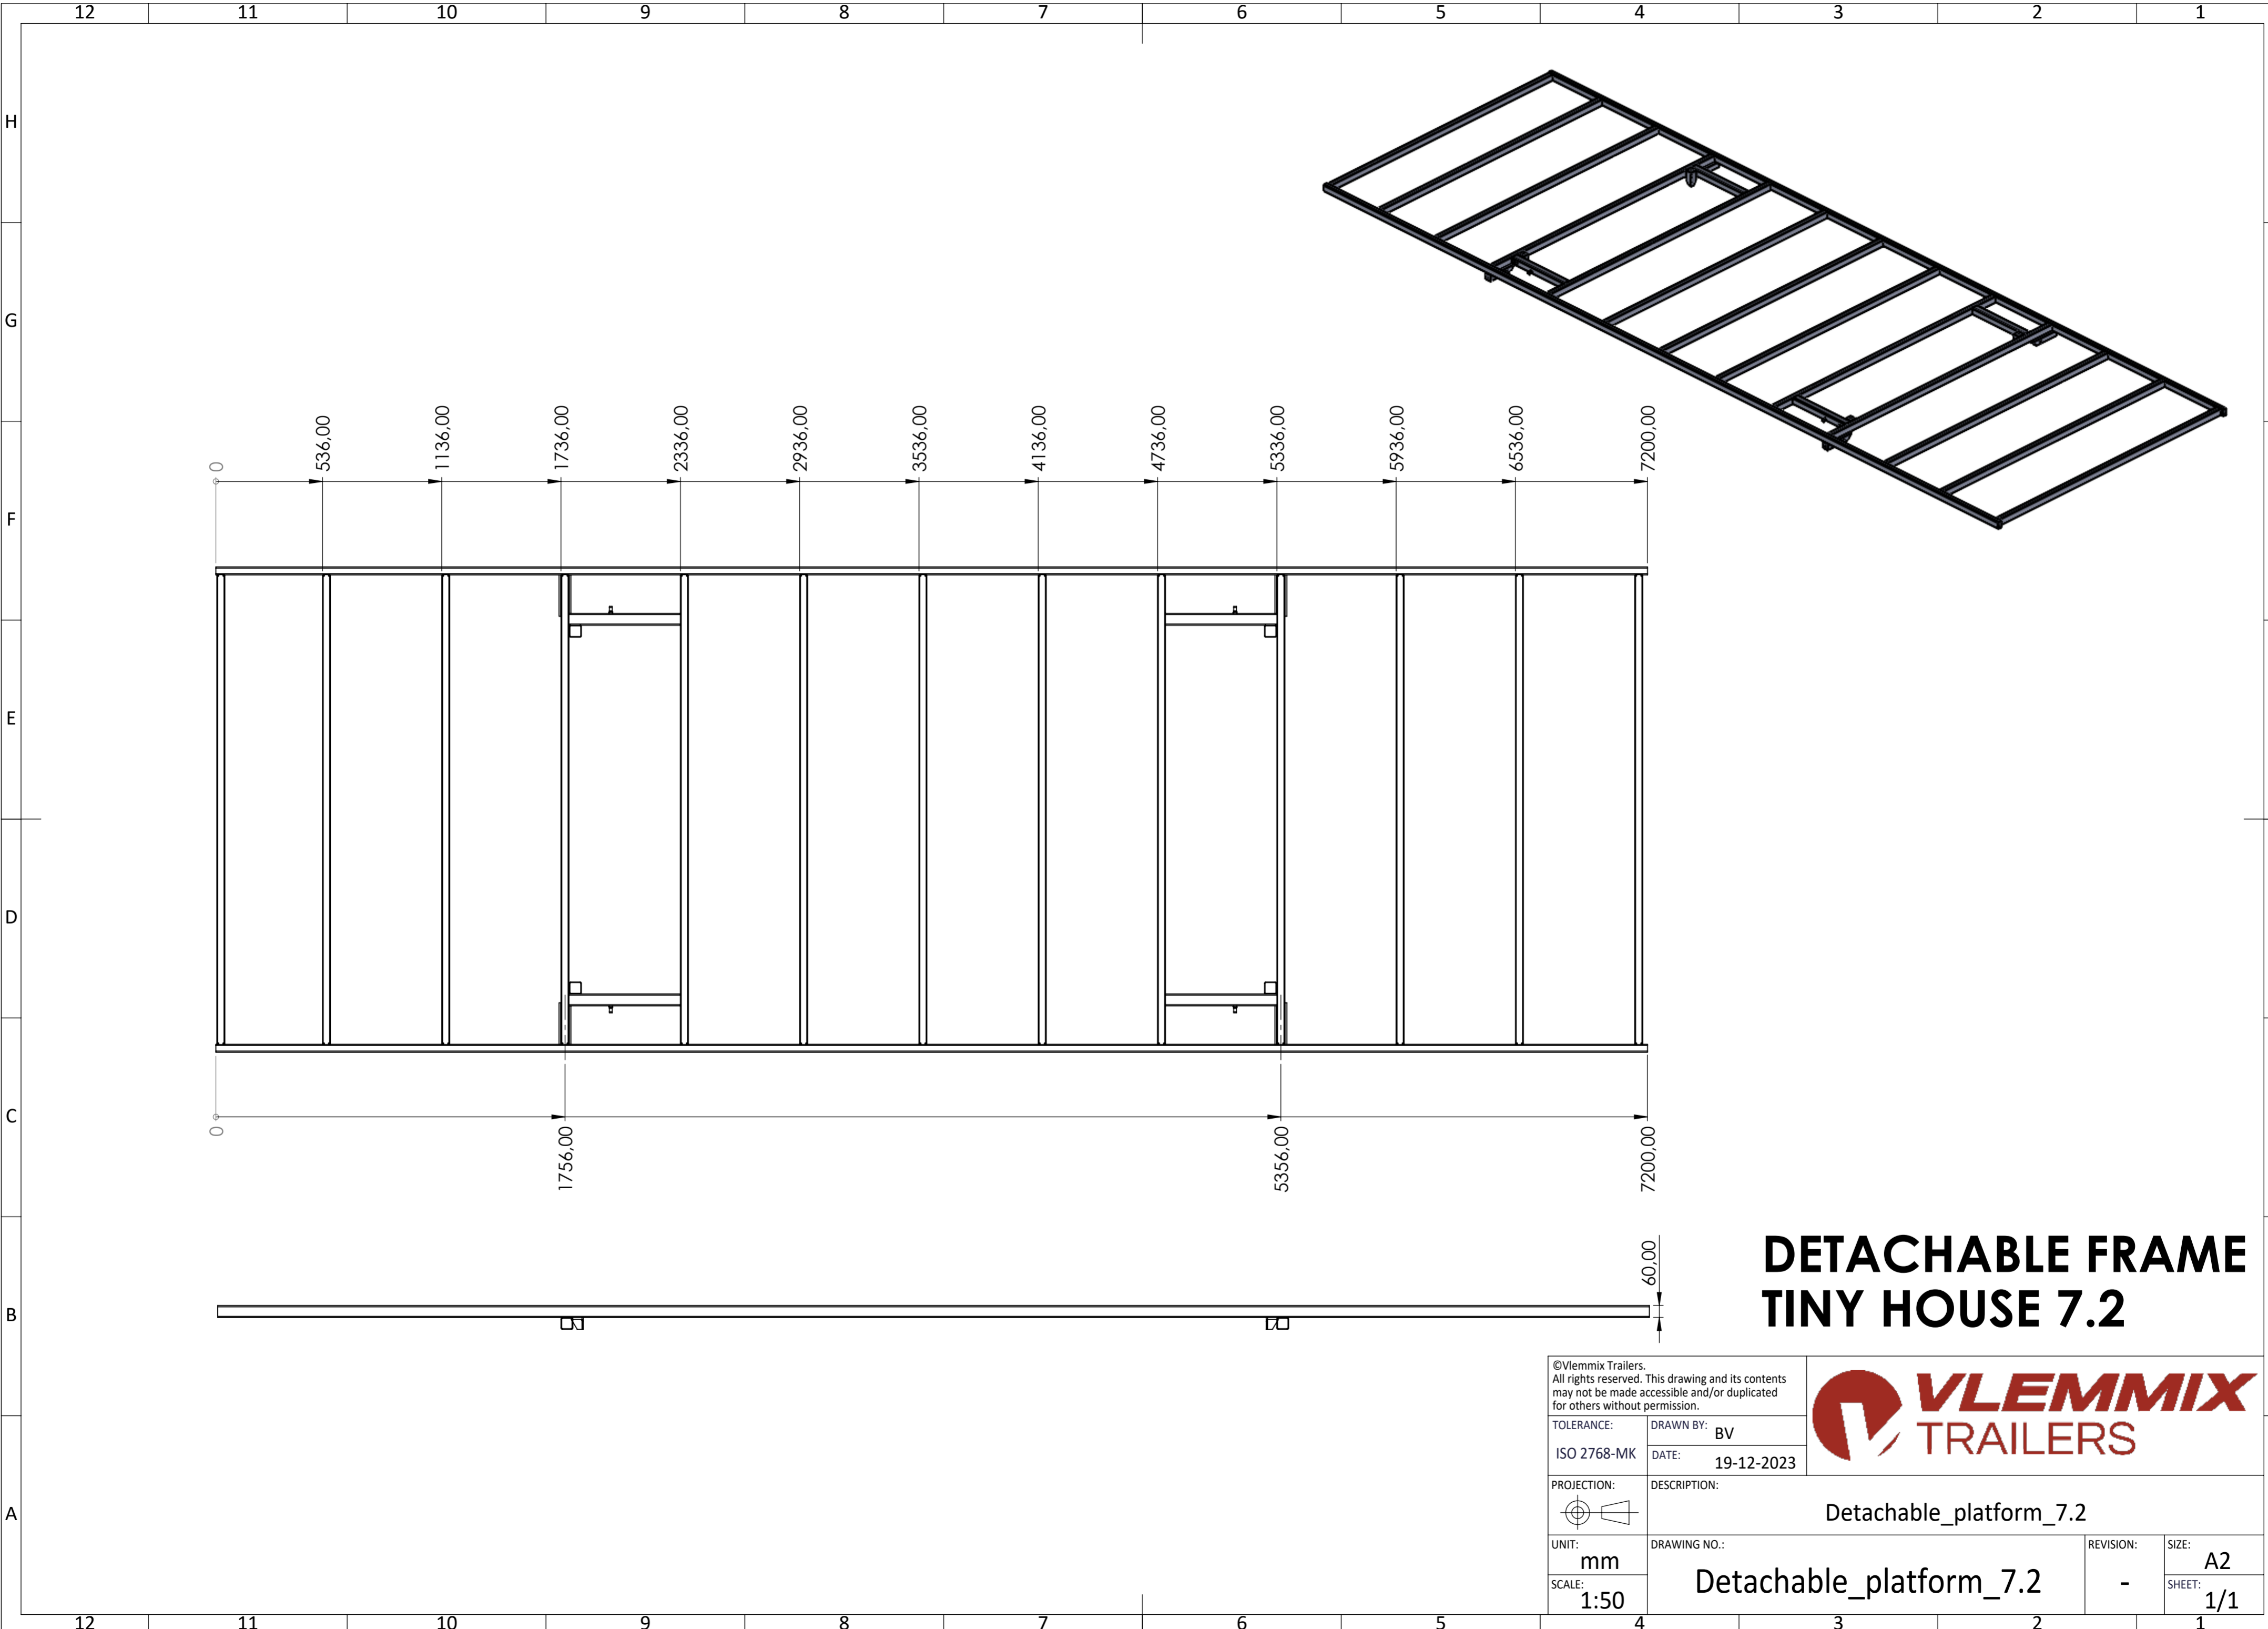 12 11 10 9 8 7 6 5 4 3 2 1
H
G
F
E
D
C
B
A
0
536,00
1136,00
1736,00
2336,00
2936,00
3536,00
4136,00
4736,00
5336,00
5936,00
6536,00
7200,00
0
1756,00
5356,00
7200,00
60,00
DETACHABLE FRAME
TINY HOUSE 7.2
©Vlemmix Trailers.
All rights reserved. This drawing and its contents
may not be made accessible and/or duplicated
for others without permission.
TOLERANCE:
ISO 2768-MK
DRAWN BY: BV
DATE: 19-12-2023
VLEMMIX
TRAILERS
PROJECTION:
DESCRIPTION:
Detachable_platform_7.2
UNIT:
mm
SCALE:
1:50
DRAWING NO.:
Detachable_platform_7.2
REVISION:
-
SIZE:
A2
SHEET:
1/1
12 11 10 9 8 7 6 5 4 3 2 1